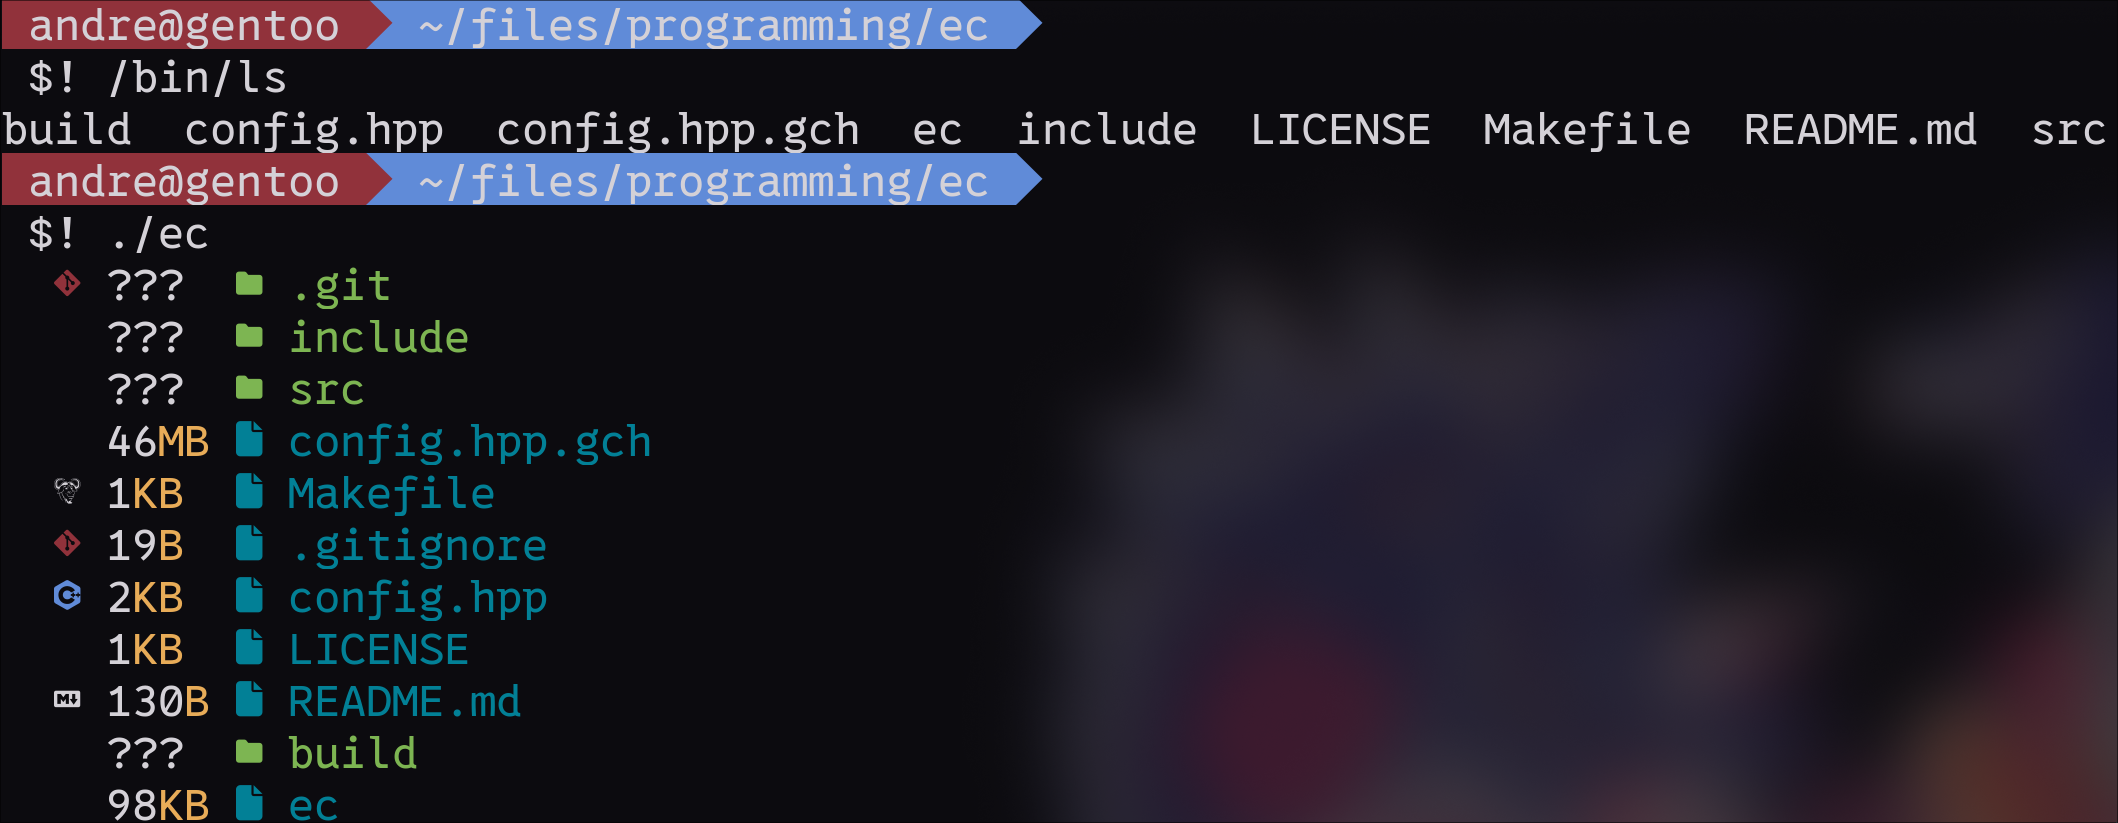 andre@gentoo ~/files/programming/ec
$! /bin/ls
build config.hpp config.hpp.gch ec include LICENSE Makefile README.md src
andre@gentoo ~/files/programming/ec
$! ./ec
??? .git
??? include
??? src
46MB config.hpp.gch
1KB Makefile
19B .gitignore
2KB config.hpp
1KB LICENSE
130B README.md
??? build
98KB ec